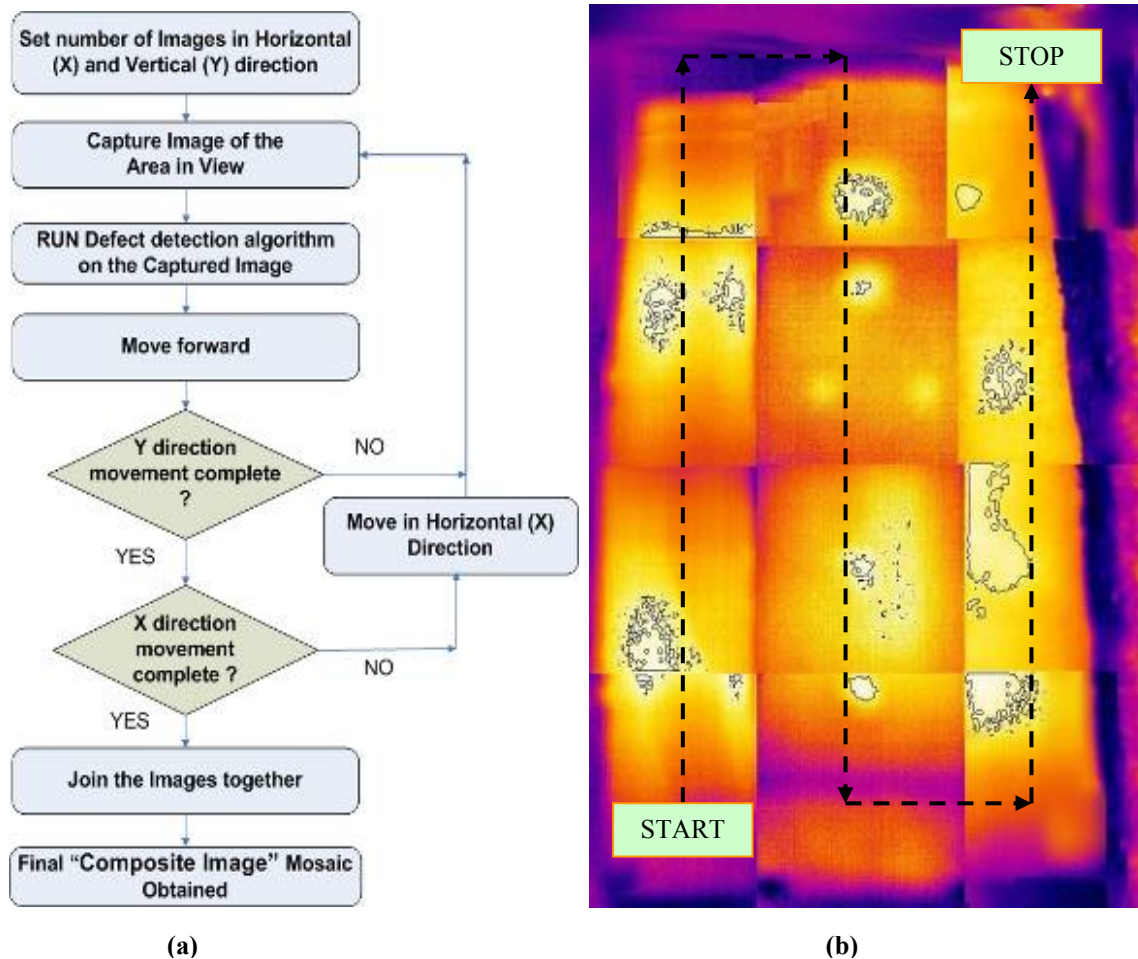 Set number of Images in Horizontal
(X) and Vertical (Y) direction
Capture Image of the
Area in View
RUN Defect detection algorithm
on the Captured Image
Move forward
Y direction
movement complete
?
NO
Move in Horizontal (X)
Direction
YES
X direction
movement
complete ?
NO
YES
Join the Images together
Final “Composite Image” Mosaic
Obtained
(a)
STOP
START
(b)